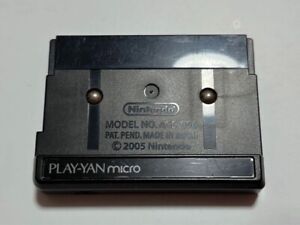 Nintendo
MODEL NO.
PAT. PEND. MADE IN
© 2005 Nintendo
PLAY-YAN micro